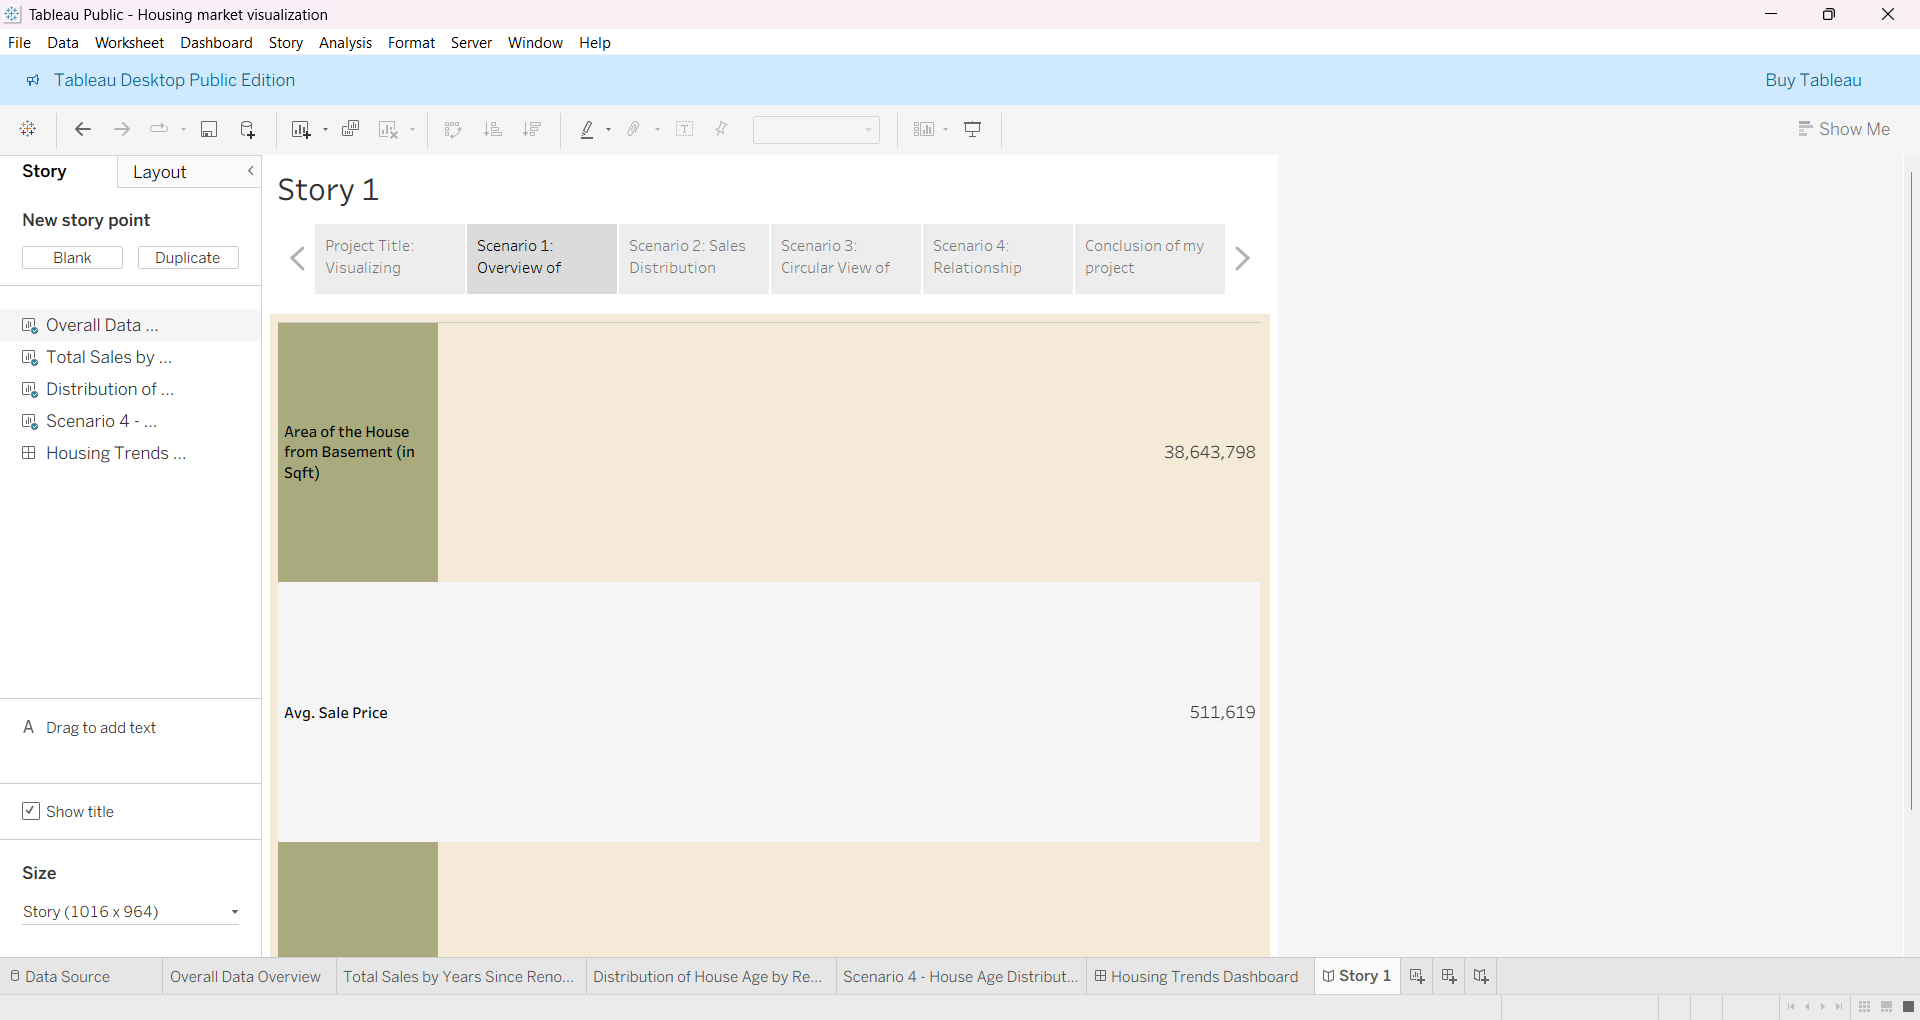 Tableau Public - Housing market visualization
File Data Worksheet Dashboard Story Analysis Format Server Window Help
Tableau Desktop Public Edition
Buy Tableau
Show Me
Story
Layout
New story point
Blank
Duplicate
Overall Data ...
Total Sales by ...
Distribution of ...
Scenario 4 - ...
Housing Trends ...
A Drag to add text
Show title
Size
Story (1016 x 964)
Story 1
Project Title:
Visualizing
Scenario 1:
Overview of
Scenario 2: Sales
Distribution
Scenario 3:
Circular View of
Scenario 4:
Relationship
Conclusion of my
project
Area of the House
from Basement (in
Sqft)
38,643,798
Avg. Sale Price
511,619
Data Source
Overall Data Overview
Total Sales by Years Since Reno...
Distribution of House Age by Re...
Scenario 4 - House Age Distribut...
Housing Trends Dashboard
Story 1